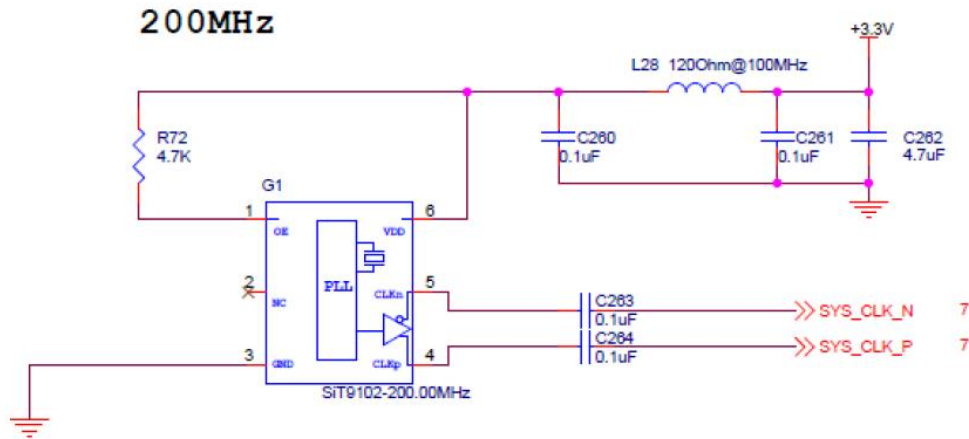 200MHz
+3.3V
L28 120Ohm@100MHz
R72
4.7K
C260
0.1uF
C261
0.1uF
C262
4.7uF
G1
1
OE
6
VDD
2
NC
PLL
5
CLKn
3
GND
4
CLKp
SiT9102-200.00MHz
C263
0.1uF
SYS_CLK_N 7
C264
0.1uF
SYS_CLK_P 7